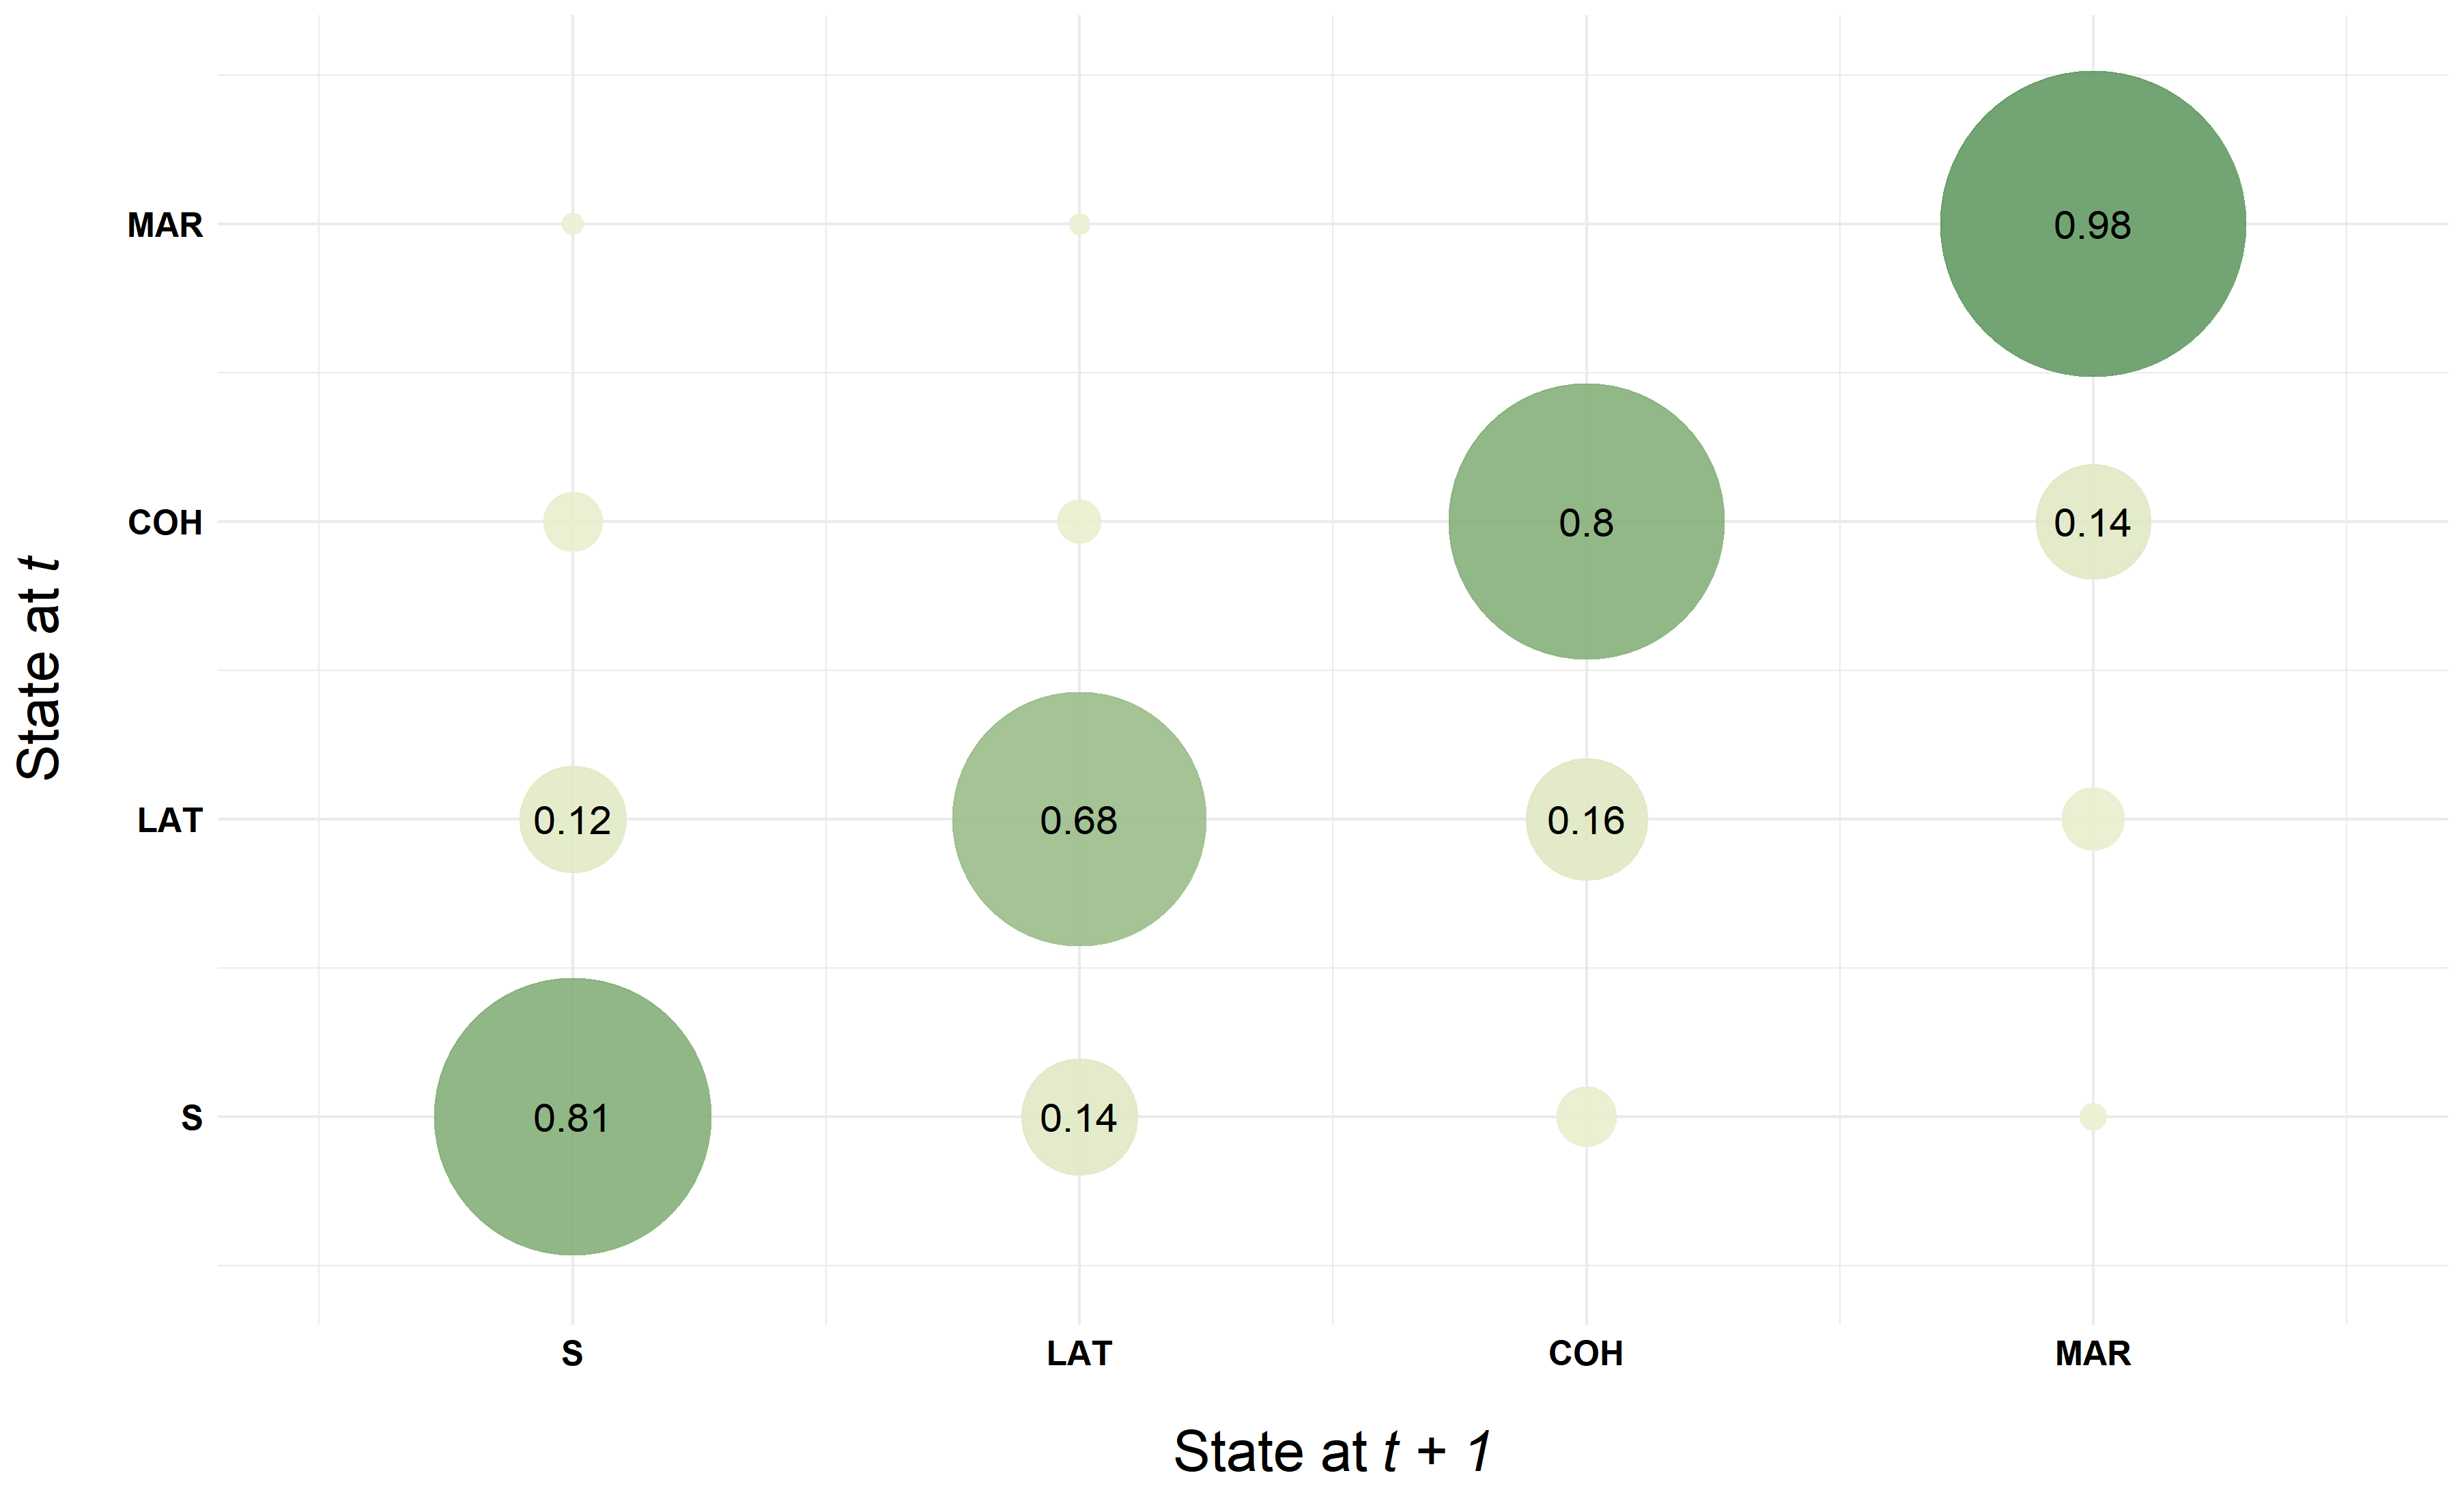 MAR
0.98
COH
0.8
0.14
State at t
LAT
0.12
0.68
0.16
S
0.81
0.14
S
LAT
COH
MAR
State at t + 1